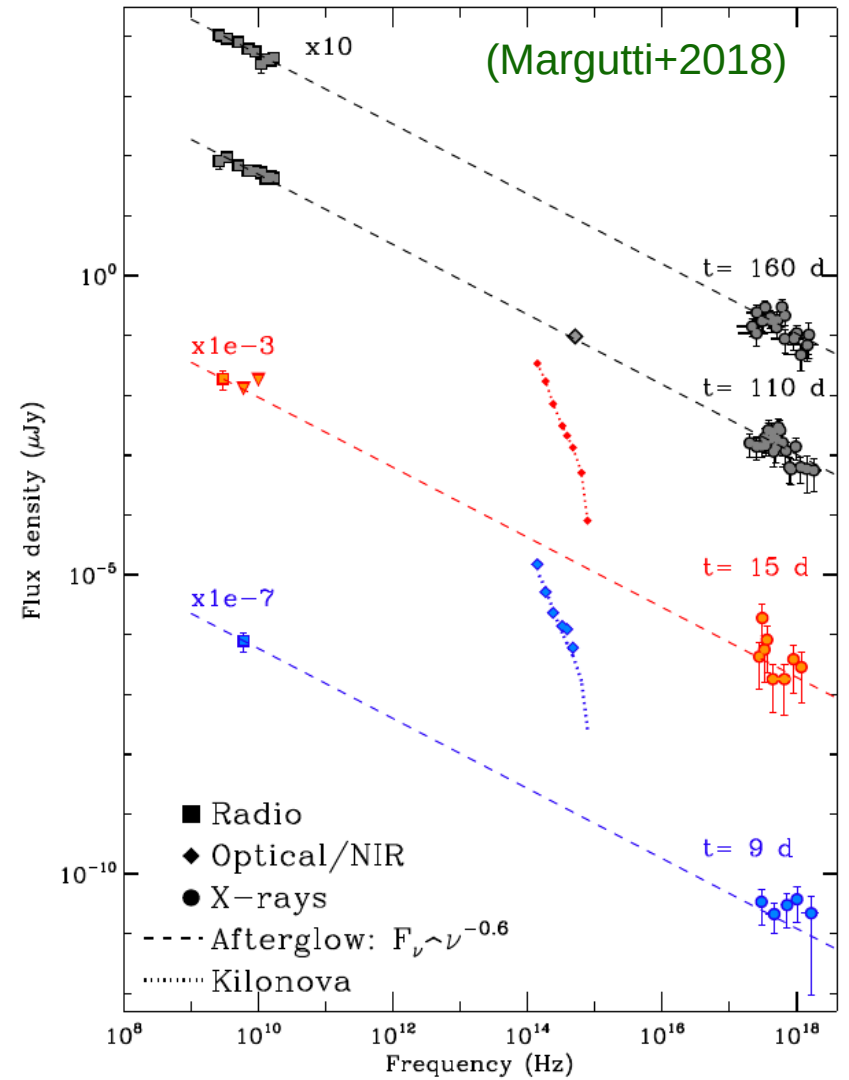 (Margutti+2018)
x10
t= 160 d
t= 110 d
x1e-3
t= 15 d
x1e-7
t= 9 d
Radio
Optical/NIR
X-rays
Afterglow: Fν~ν^-0.6
Kilonova
Flux density (μJy)
10^0
10^-5
10^-10
10^8 10^10 10^12 10^14 10^16 10^18
Frequency (Hz)